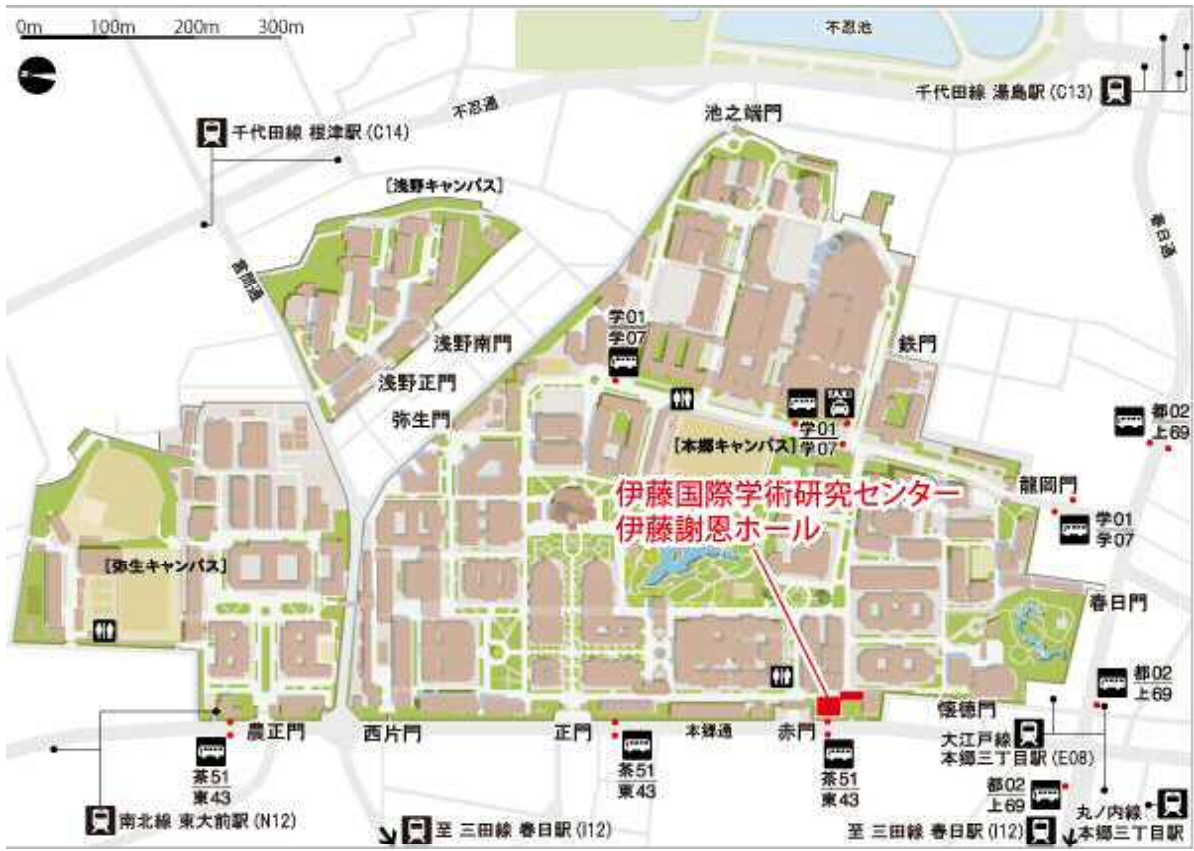 0m 100m 200m 300m
不忍池
千代田線 湯島駅 (C13)
池之端門
不忍通
千代田線 根津駅 (C14)
[浅野キャンパス]
春日通
言問通
学01
学07
浅野南門
鉄門
浅野正門
弥生門
TAXI
都02
上69
学01
学07
[本郷キャンパス]
伊藤国際学術研究センター
伊藤謝恩ホール
龍岡門
学01
学07
[弥生キャンパス]
春日門
都02
上69
懐徳門
農正門
西片門
正門
本郷通
赤門
大江戸線
本郷三丁目駅 (E08)
茶51
東43
茶51
東43
茶51
東43
都02
上69
丸ノ内線
本郷三丁目駅
南北線 東大前駅 (N12)
至 三田線 春日駅 (I12)
至 三田線 春日駅 (I12)